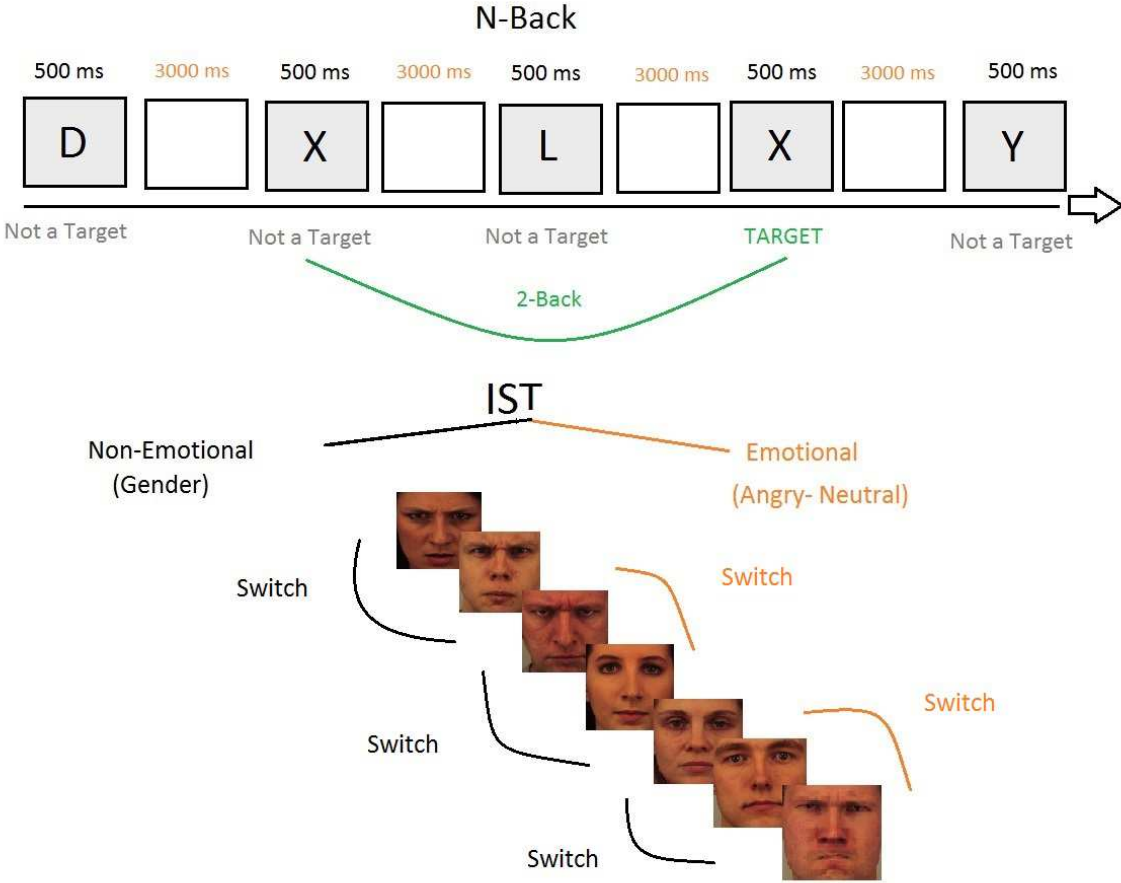 N-Back
500 ms 3000 ms 500 ms 3000 ms 500 ms 3000 ms 500 ms 3000 ms 500 ms
D X L X Y
Not a Target Not a Target Not a Target TARGET Not a Target
2-Back
IST
Non-Emotional
(Gender)
Emotional
(Angry- Neutral)
Switch
Switch
Switch
Switch
Switch